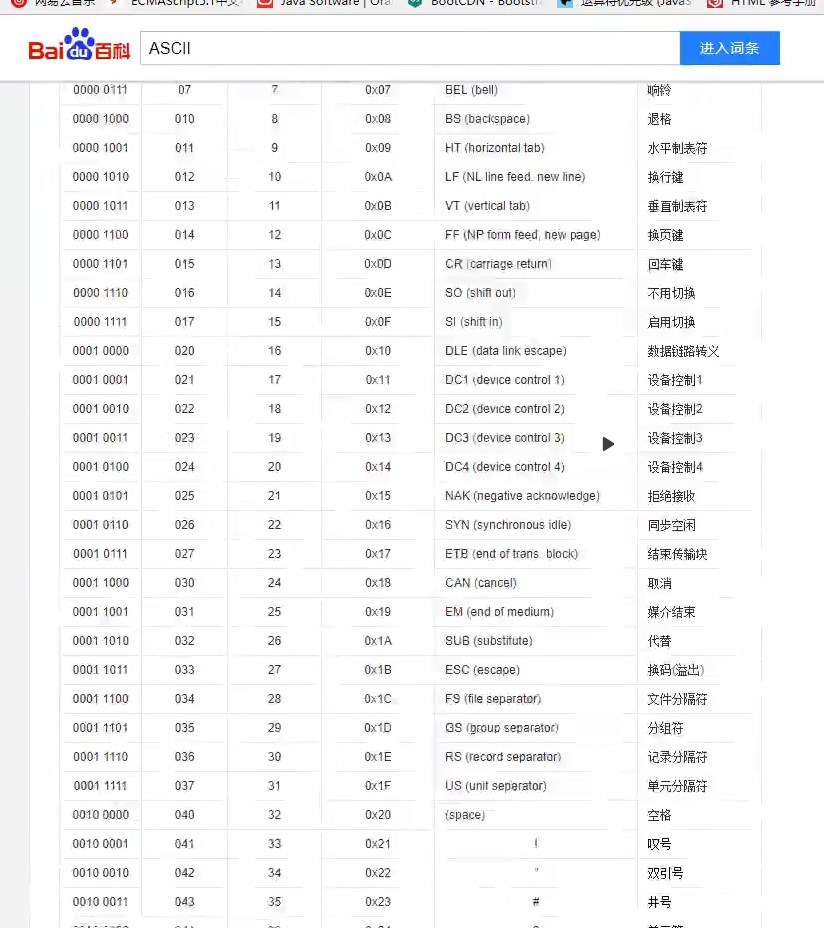 网易云音乐 ECMAScript5.1中文 Java Software | Ora BootCDN - Bootstr 运算符优先级 (JavaS HTML 参考手册
Baidu百科 ASCII 进入词条
0000 0111 07 7 0x07 BEL (bell) 响铃
0000 1000 010 8 0x08 BS (backspace) 退格
0000 1001 011 9 0x09 HT (horizontal tab) 水平制表符
0000 1010 012 10 0x0A LF (NL line feed, new line) 换行键
0000 1011 013 11 0x0B VT (vertical tab) 垂直制表符
0000 1100 014 12 0x0C FF (NP form feed, new page) 换页键
0000 1101 015 13 0x0D CR (carriage return) 回车键
0000 1110 016 14 0x0E SO (shift out) 不用切换
0000 1111 017 15 0x0F SI (shift in) 启用切换
0001 0000 020 16 0x10 DLE (data link escape) 数据链路转义
0001 0001 021 17 0x11 DC1 (device control 1) 设备控制1
0001 0010 022 18 0x12 DC2 (device control 2) 设备控制2
0001 0011 023 19 0x13 DC3 (device control 3) 设备控制3
0001 0100 024 20 0x14 DC4 (device control 4) 设备控制4
0001 0101 025 21 0x15 NAK (negative acknowledge) 拒绝接收
0001 0110 026 22 0x16 SYN (synchronous idle) 同步空闲
0001 0111 027 23 0x17 ETB (end of trans. block) 结束传输块
0001 1000 030 24 0x18 CAN (cancel) 取消
0001 1001 031 25 0x19 EM (end of medium) 媒介结束
0001 1010 032 26 0x1A SUB (substitute) 代替
0001 1011 033 27 0x1B ESC (escape) 换码(溢出)
0001 1100 034 28 0x1C FS (file separator) 文件分隔符
0001 1101 035 29 0x1D GS (group separator) 分组符
0001 1110 036 30 0x1E RS (record separator) 记录分隔符
0001 1111 037 31 0x1F US (unit separator) 单元分隔符
0010 0000 040 32 0x20 (space) 空格
0010 0001 041 33 0x21 ! 叹号
0010 0010 042 34 0x22 " 双引号
0010 0011 043 35 0x23 # 井号